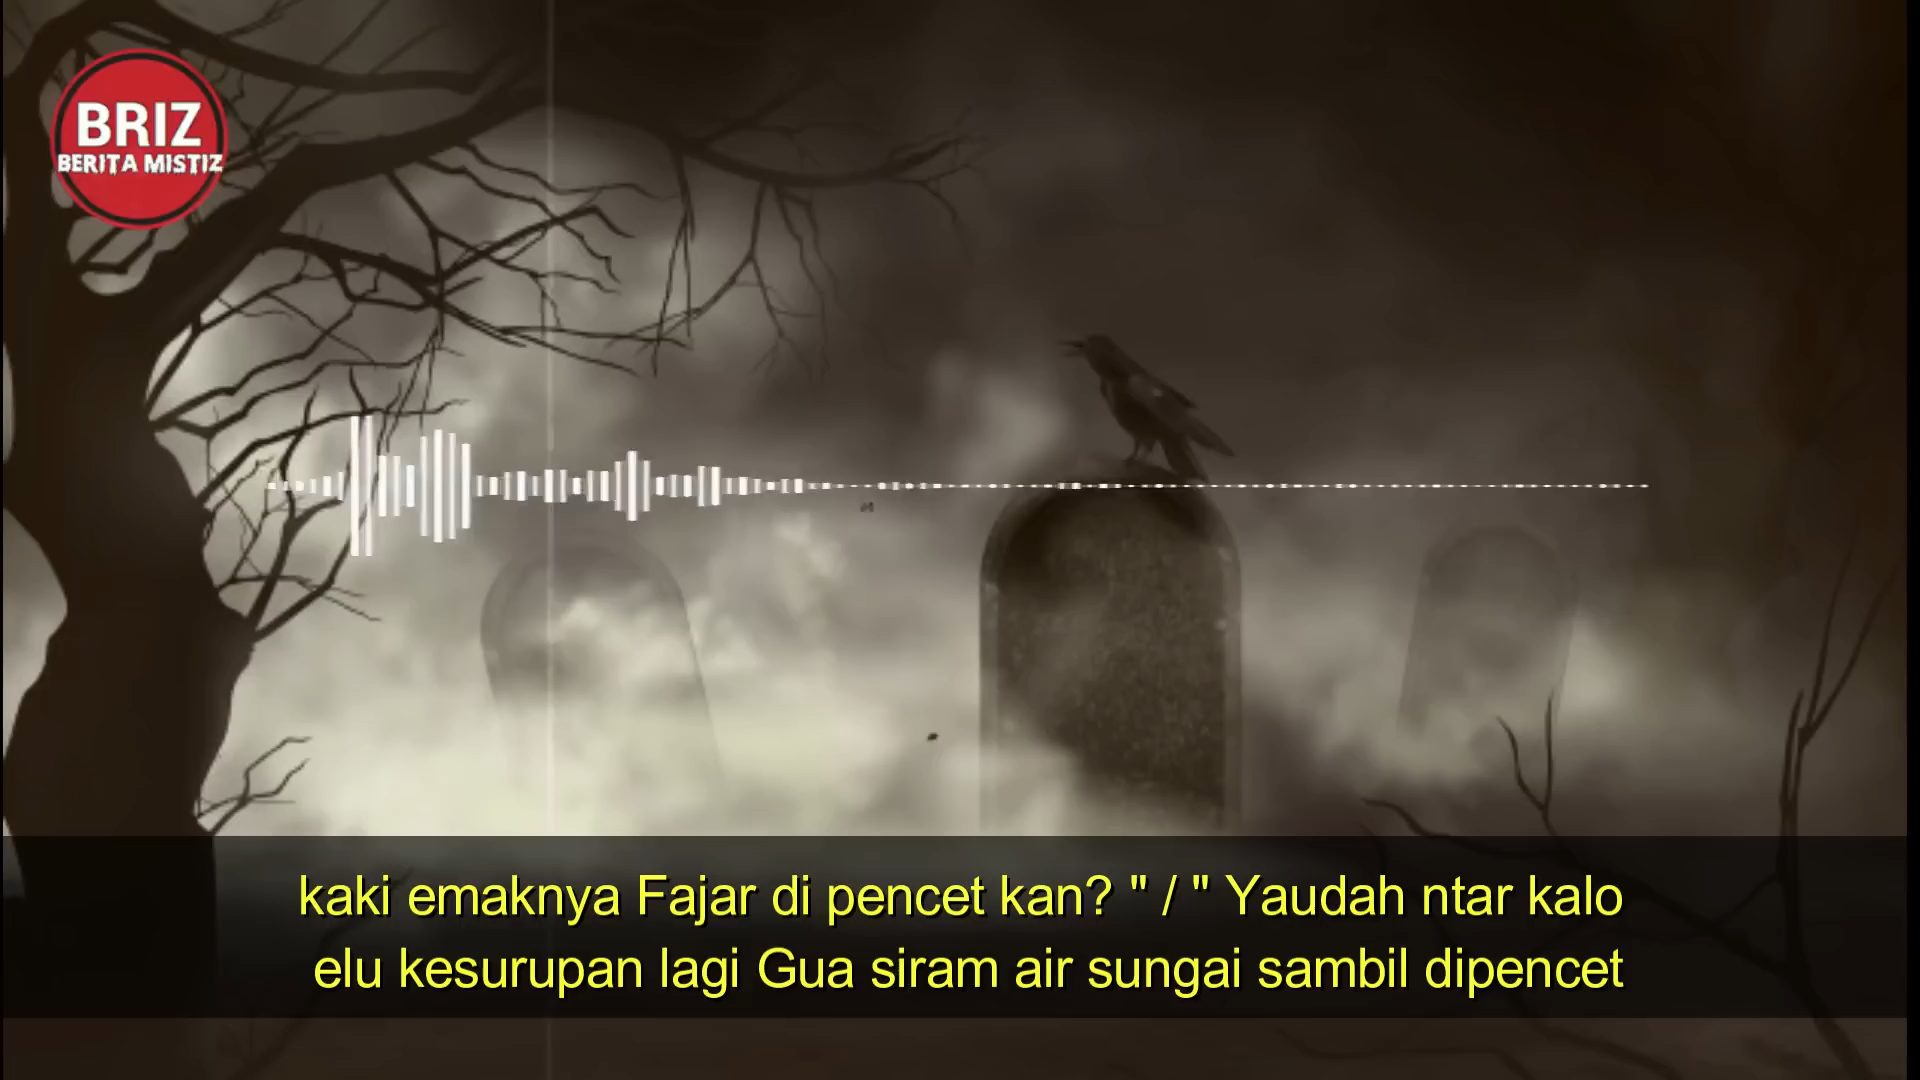 BRIZ
BERITA MISTIZ
kaki emaknya Fajar di pencet kan? " / " Yaudah ntar kalo
elu kesurupan lagi Gua siram air sungai sambil dipencet